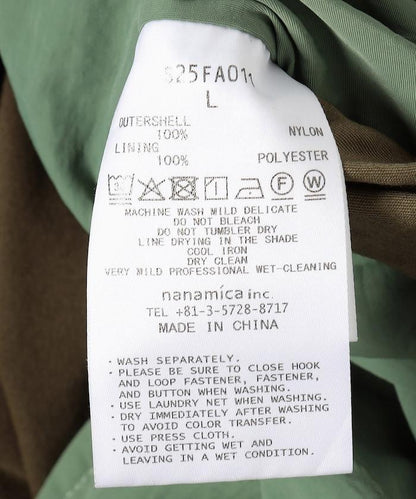 S25FA011
L
OUTERSHELL
100% NYLON
LINING
100% POLYESTER
MACHINE WASH MILD DELICATE
DO NOT BLEACH
DO NOT TUMBLER DRY
LINE DRYING IN THE SHADE
COOL IRON
DRY CLEAN
VERY MILD PROFESSIONAL WET-CLEANING
nanamica inc.
TEL +81-3-5728-8717
MADE IN CHINA
・WASH SEPARATELY.
・PLEASE BE SURE TO CLOSE HOOK
AND LOOP FASTENER, FASTENER,
AND BUTTON WHEN WASHING.
・USE LAUNDRY NET WHEN WASHING.
・DRY IMMEDIATELY AFTER WASHING
TO AVOID COLOR TRANSFER.
・USE PRESS CLOTH.
・AVOID GETTING WET AND
LEAVING IN A WET CONDITION.